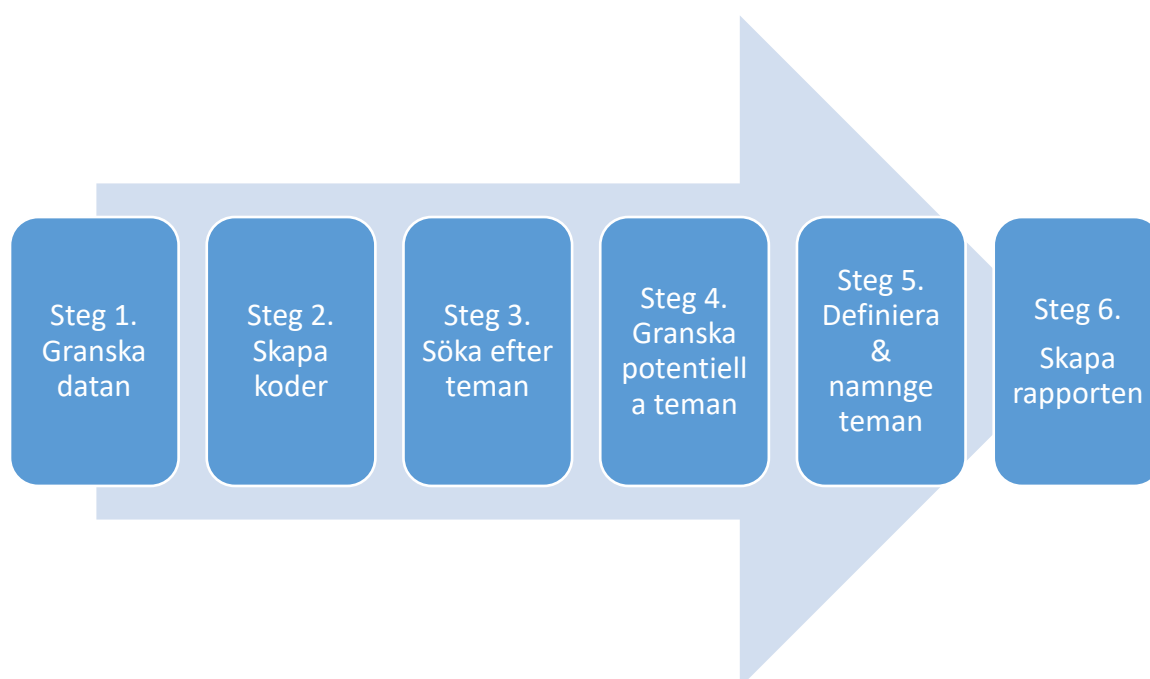 Steg 1.
Granska
datan
Steg 2.
Skapa
koder
Steg 3.
Söka efter
teman
Steg 4.
Granska
potentiell
a teman
Steg 5.
Definiera
&
namnge
teman
Steg 6.
Skapa
rapporten